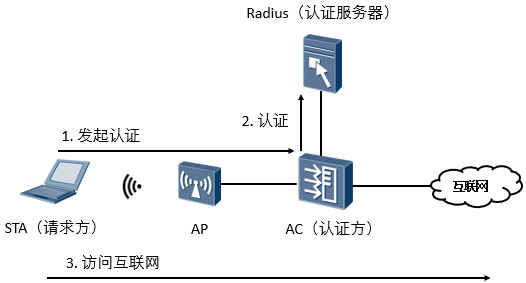 Radius（认证服务器）
2. 认证
1. 发起认证
互联网
STA（请求方）
AP
AC（认证方）
3. 访问互联网